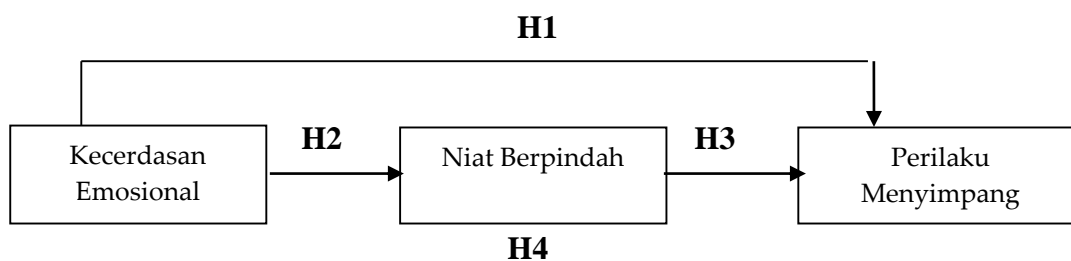 H1
Kecerdasan
Emosional
H2
Niat Berpindah
H3
Perilaku
Menyimpang
H4